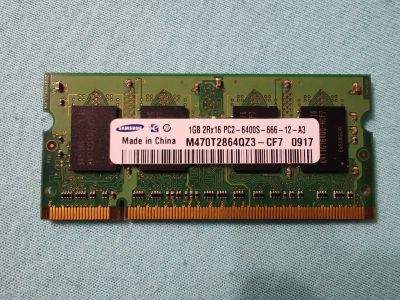 SAMSUNG
1GB 2Rx16 PC2-6400S-666-12-A3
Made in China
M470T2864QZ3-CF7 0917